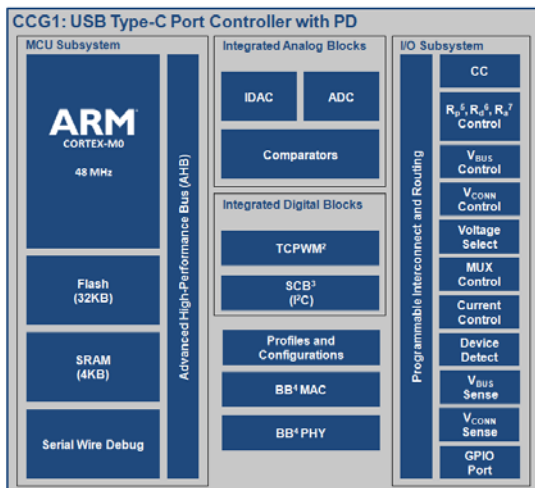 CCG1: USB Type-C Port Controller with PD
MCU Subsystem
ARM
CORTEX-M0
48 MHz
Flash
(32KB)
SRAM
(4KB)
Serial Wire Debug
Advanced High-Performance Bus (AHB)
Integrated Analog Blocks
IDAC
ADC
Comparators
Integrated Digital Blocks
TCPWM²
SCB³
(I²C)
Profiles and
Configurations
BB⁴ MAC
BB⁴ PHY
I/O Subsystem
Programmable Interconnect and Routing
CC
Rp⁵, Rd⁶, Ra⁷
Control
VBUS
Control
VCONN
Control
Voltage
Select
MUX
Control
Current
Control
Device
Detect
VBUS
Sense
VCONN
Sense
GPIO
Port